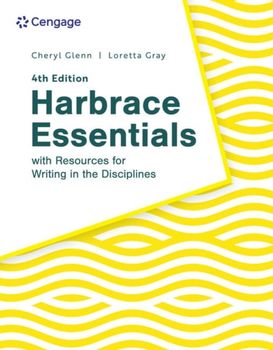 Cengage
Cheryl Glenn | Loretta Gray
4th Edition
Harbrace
Essentials
with Resources for
Writing in the Disciplines